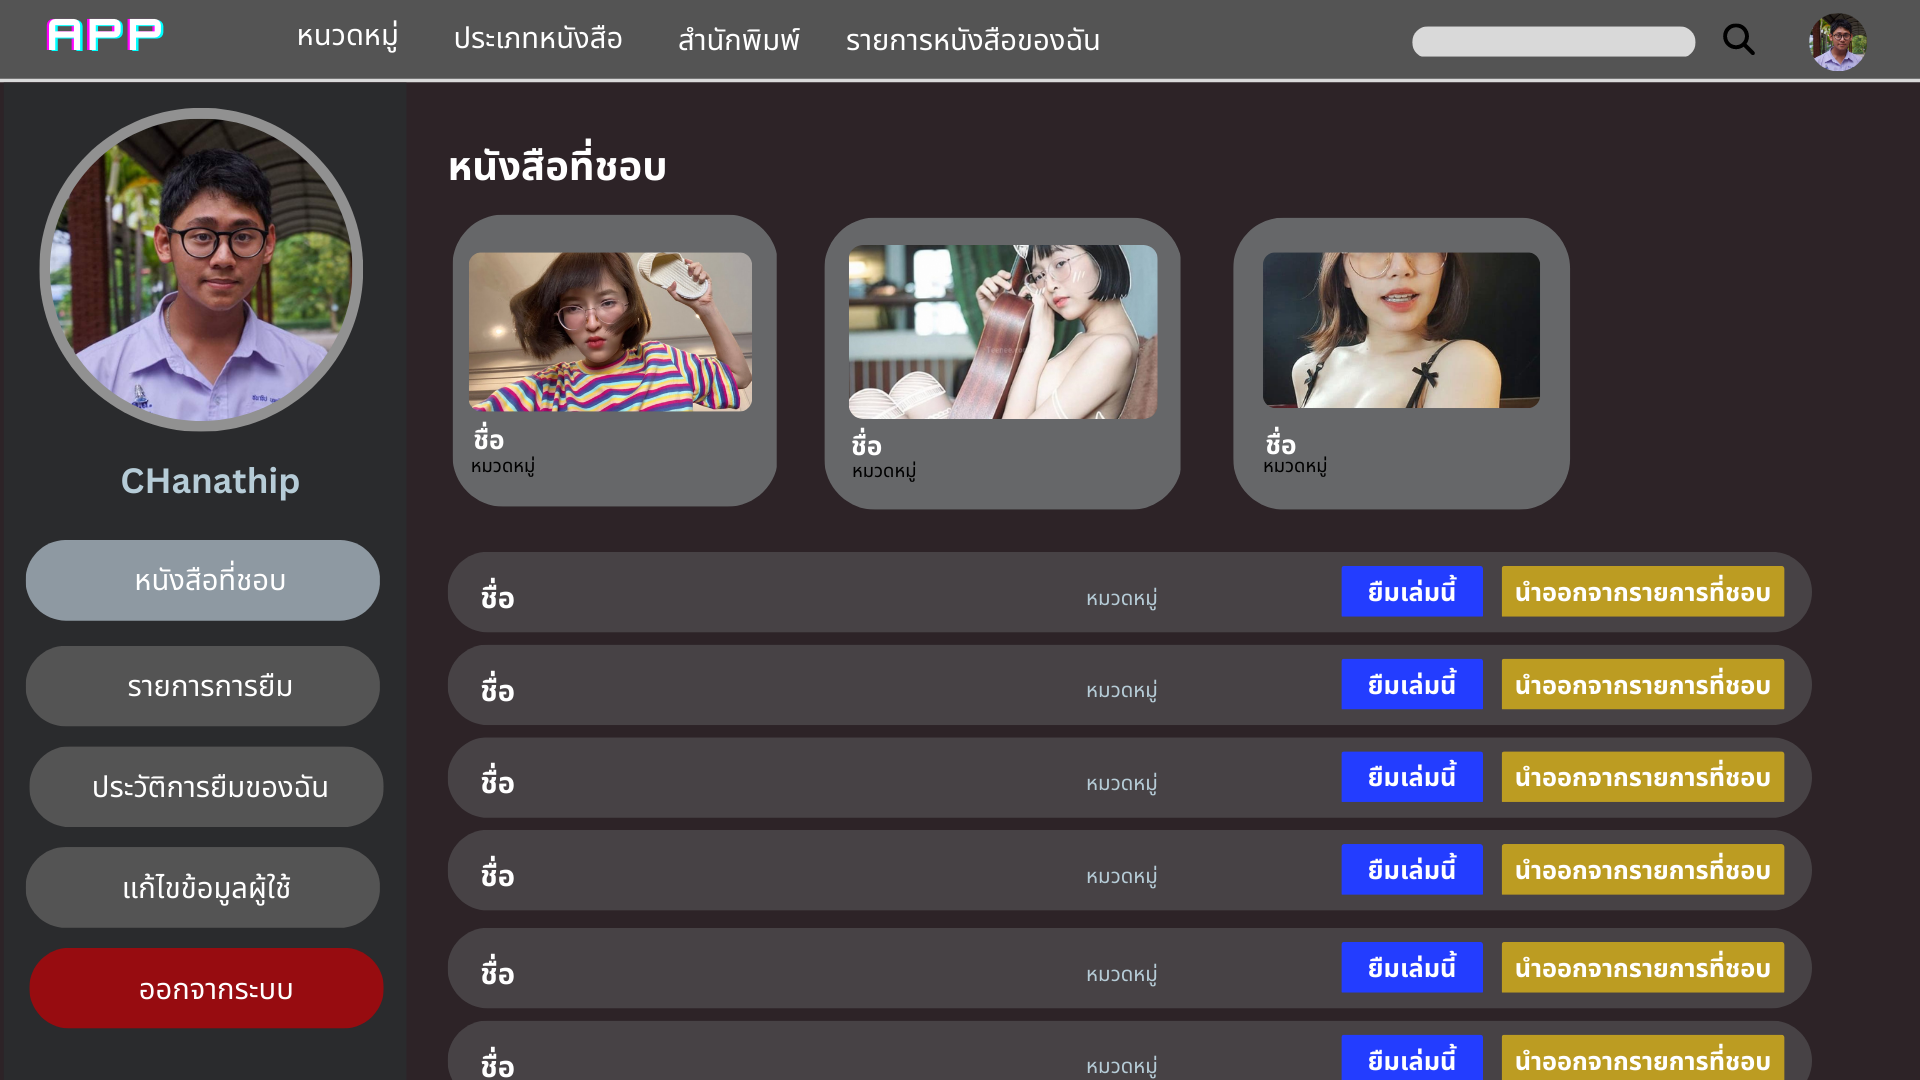 APP
หนวดหมู่
ประเภทหนังสือ
สำนักพิมพ์
รายการหนังสือของฉัน
CHanathip
หนังสือที่ชอบ
รายการการยืม
ประวัติการยืมของฉัน
แก้ไขข้อมูลผู้ใช้
ออกจากระบบ
หนังสือที่ชอบ
ชื่อ
หมวดหมู่
ชื่อ
หมวดหมู่
ชื่อ
หมวดหมู่
ชื่อ หมวดหมู่ ยืมเล่มนี้ นำออกจากรายการที่ชอบ
ชื่อ หมวดหมู่ ยืมเล่มนี้ นำออกจากรายการที่ชอบ
ชื่อ หมวดหมู่ ยืมเล่มนี้ นำออกจากรายการที่ชอบ
ชื่อ หมวดหมู่ ยืมเล่มนี้ นำออกจากรายการที่ชอบ
ชื่อ หมวดหมู่ ยืมเล่มนี้ นำออกจากรายการที่ชอบ
ชื่อ หมวดหมู่ ยืมเล่มนี้ นำออกจากรายการที่ชอบ